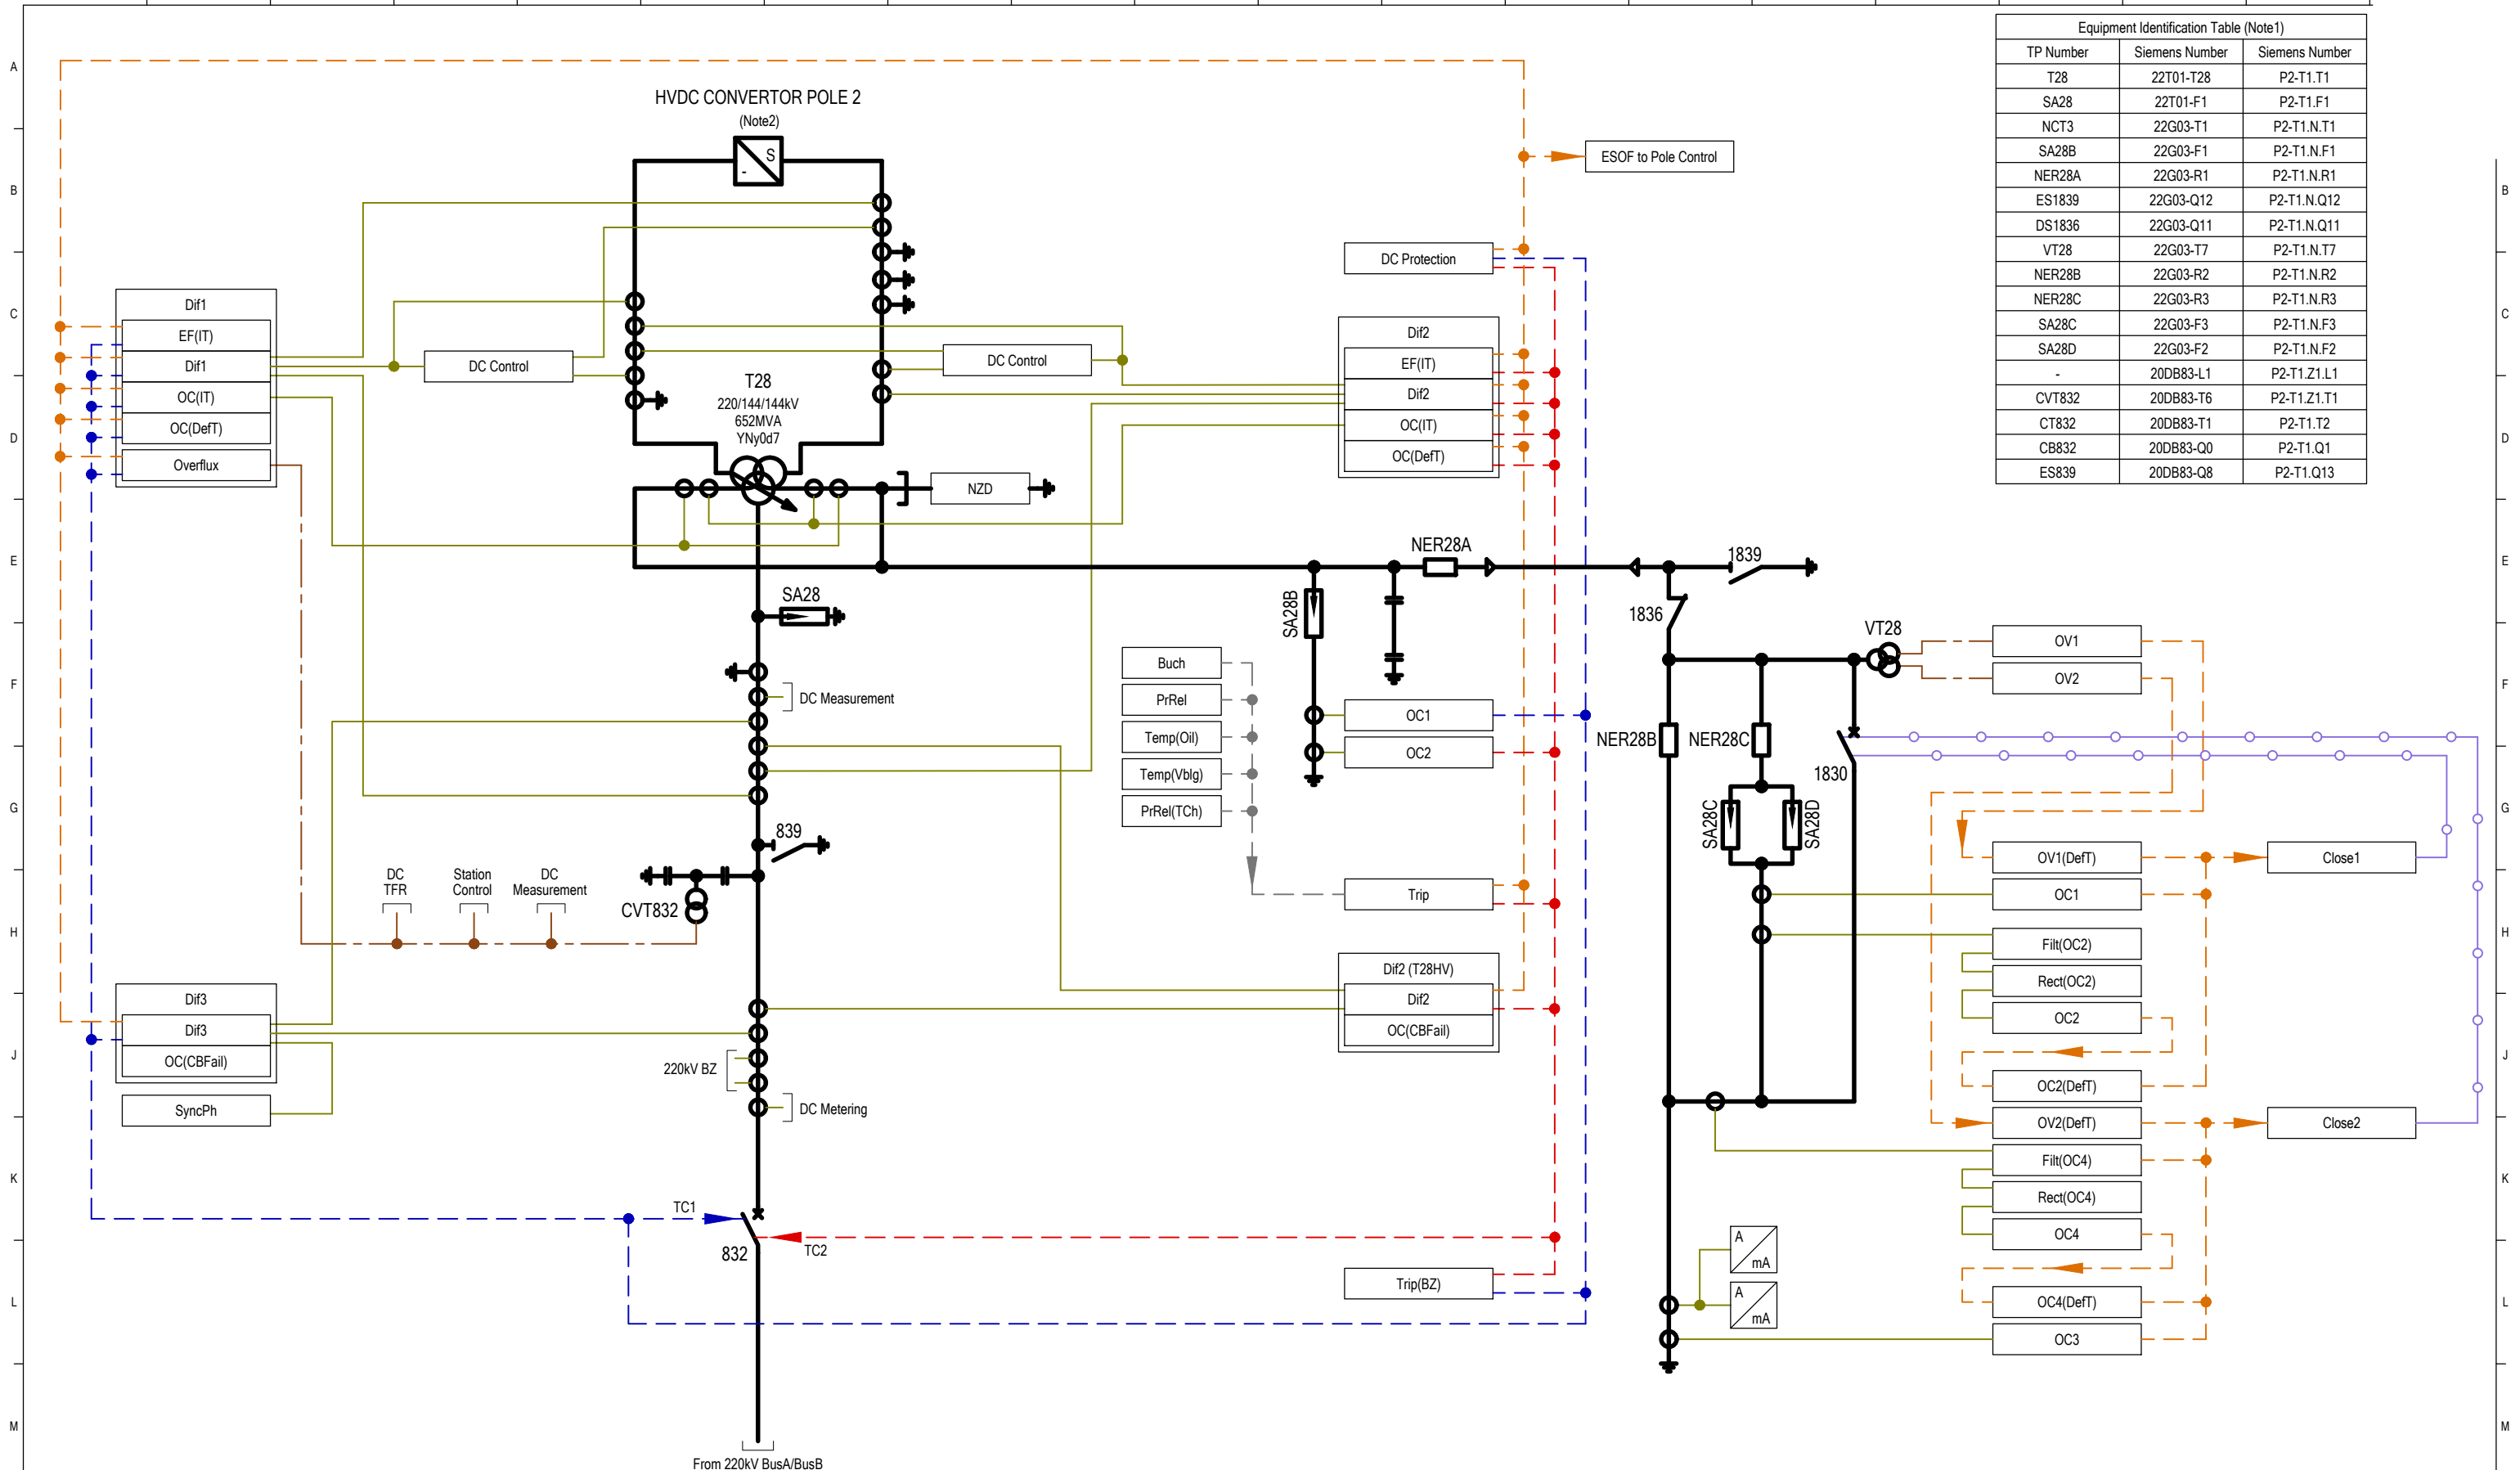 Equipment Identification Table (Note1)
TP Number Siemens Number Siemens Number
T28 22T01-T28 P2-T1.T1
SA28 22T01-F1 P2-T1.F1
NCT3 22G03-T1 P2-T1.N.T1
SA28B 22G03-F1 P2-T1.N.F1
NER28A 22G03-R1 P2-T1.N.R1
ES1839 22G03-Q12 P2-T1.N.Q12
DS1836 22G03-Q11 P2-T1.N.Q11
VT28 22G03-T7 P2-T1.N.T7
NER28B 22G03-R2 P2-T1.N.R2
NER28C 22G03-R3 P2-T1.N.R3
SA28C 22G03-F3 P2-T1.N.F3
SA28D 22G03-F2 P2-T1.N.F2
- 20DB83-L1 P2-T1.Z1.L1
CVT832 20DB83-T6 P2-T1.Z1.T1
CT832 20DB83-T1 P2-T1.T2
CB832 20DB83-Q0 P2-T1.Q1
ES839 20DB83-Q8 P2-T1.Q13
A
B
C
D
E
F
G
H
J
K
L
M
HVDC CONVERTOR POLE 2
(Note2)
S
-
ESOF to Pole Control
DC Protection
Dif1
EF(IT)
Dif1
OC(IT)
OC(DefT)
Overflux
DC Control
DC Control
T28
220/144/144kV
652MVA
YNy0d7
Dif2
EF(IT)
Dif2
OC(IT)
OC(DefT)
NZD
NER28A
1839
SA28
SA28B
1836
VT28
OV1
OV2
Buch
PrRel
Temp(Oil)
Temp(Vblg)
PrRel(TCh)
DC Measurement
OC1
OC2
NER28B
NER28C
1830
SA28C
SA28D
839
DC
TFR
Station
Control
DC
Measurement
CVT832
Trip
OV1(DefT)
Close1
OC1
Filt(OC2)
Rect(OC2)
OC2
OC2(DefT)
OV2(DefT)
Close2
Filt(OC4)
Rect(OC4)
OC4
OC4(DefT)
OC3
Dif3
Dif3
OC(CBFail)
SyncPh
Dif2 (T28HV)
Dif2
OC(CBFail)
220kV BZ
DC Metering
TC1
832
TC2
Trip(BZ)
A
mA
A
mA
From 220kV BusA/BusB
B
C
D
E
F
G
H
J
K
L
M